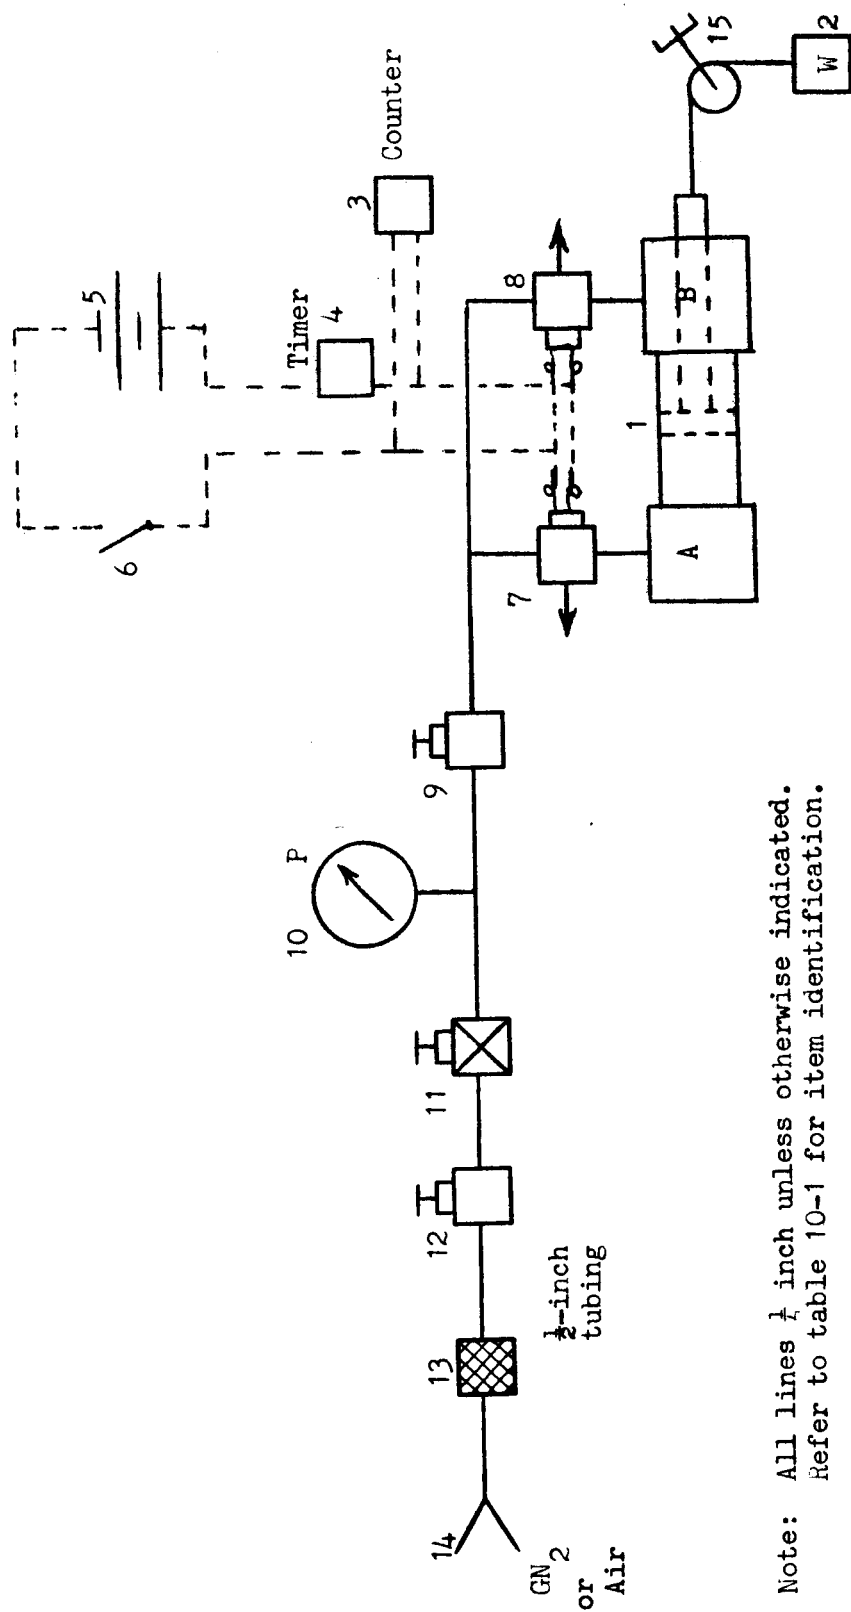 5
6
Timer
4
3
Counter
7
8
9
10
P
11
12
13
14
GN2
or
Air
½-inch
tubing
A
1
B
15
W
2
Note: All lines inch unless otherwise indicated.
Refer to table 10-1 for item identification.